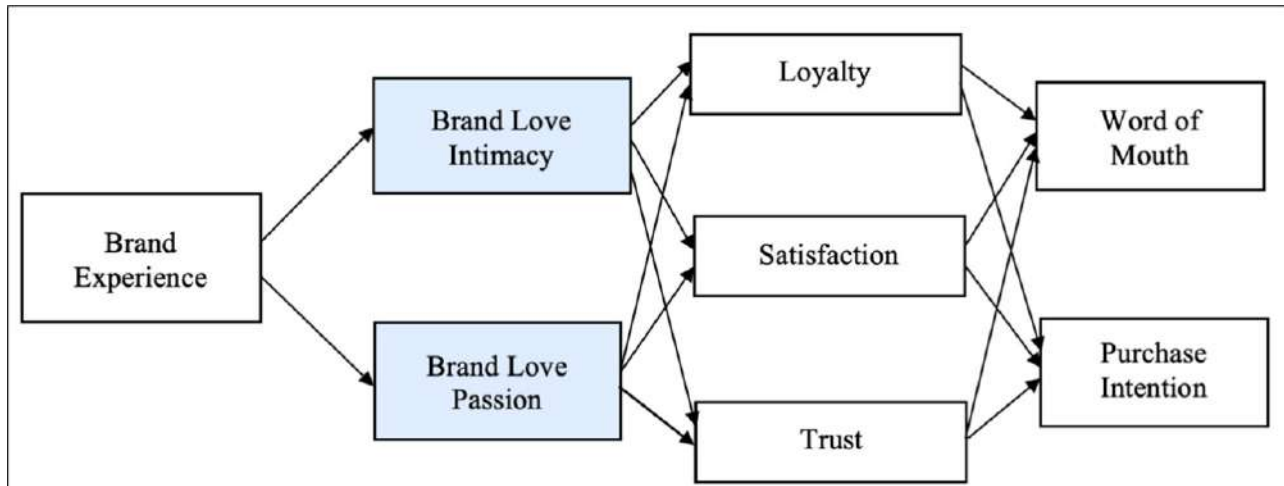 Brand
Experience
Brand Love
Intimacy
Brand Love
Passion
Loyalty
Satisfaction
Trust
Word of
Mouth
Purchase
Intention